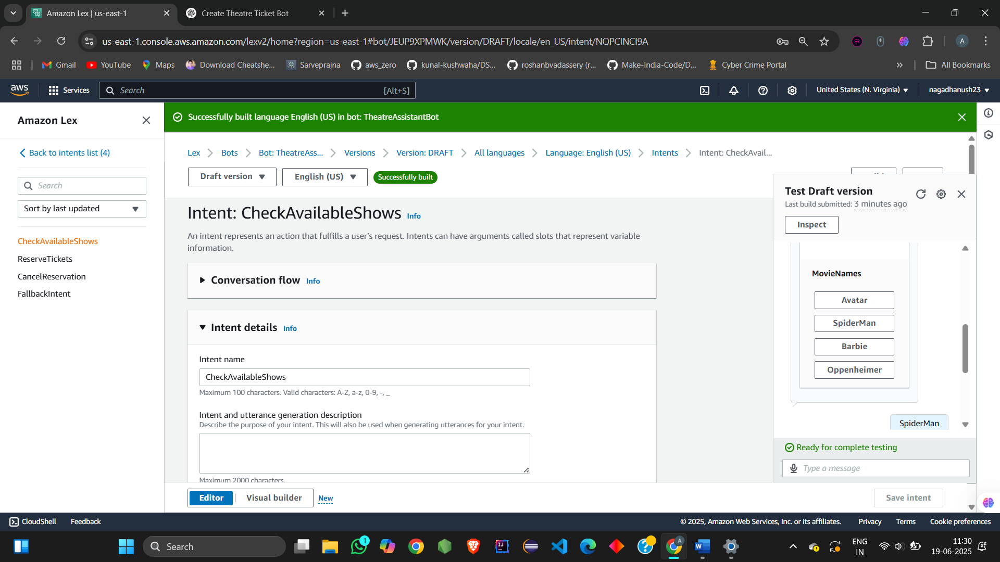 Amazon Lex | us-east-1
Create Theatre Ticket Bot
us-east-1.console.aws.amazon.com/lexv2/home?region=us-east-1#bot/JEUP9XPMWK/version/DRAFT/locale/en_US/intent/NQPCINCI9A
A
Gmail
YouTube
Maps
Download Cheatshe...
Sarveprajna
aws_zero
kunal-kushwaha/DS...
roshanbvadassery (r...
Make-India-Code/D...
Cyber Crime Portal
All Bookmarks
aws
Services
Search
[Alt+S]
United States (N. Virginia)
nagadhanush23
Amazon Lex
Back to intents list (4)
Search
Sort by last updated
CheckAvailableShows
ReserveTickets
CancelReservation
FallbackIntent
Successfully built language English (US) in bot: TheatreAssistantBot
Lex
Bots
Bot: TheatreAss...
Versions
Version: DRAFT
All languages
Language: English (US)
Intents
Intent: CheckAvail...
Draft version
English (US)
Successfully built
Intent: CheckAvailableShows Info
An intent represents an action that fulfills a user's request. Intents can have arguments called slots that represent variable
information.
Conversation flow Info
Intent details Info
Intent name
CheckAvailableShows
Maximum 100 characters. Valid characters: A-Z, a-z, 0-9, -, _
Intent and utterance generation description
Describe the purpose of your intent. This will also be used when generating utterances for your intent.
Maximum 2000 characters.
Editor
Visual builder
New
Save intent
Test Draft version
Last build submitted: 3 minutes ago
Inspect
MovieNames
Avatar
SpiderMan
Barbie
Oppenheimer
SpiderMan
Ready for complete testing
Type a message
CloudShell
Feedback
© 2025, Amazon Web Services, Inc. or its affiliates.
Privacy
Terms
Cookie preferences
Search
1
A
ENG
IN
11:30
19-06-2025